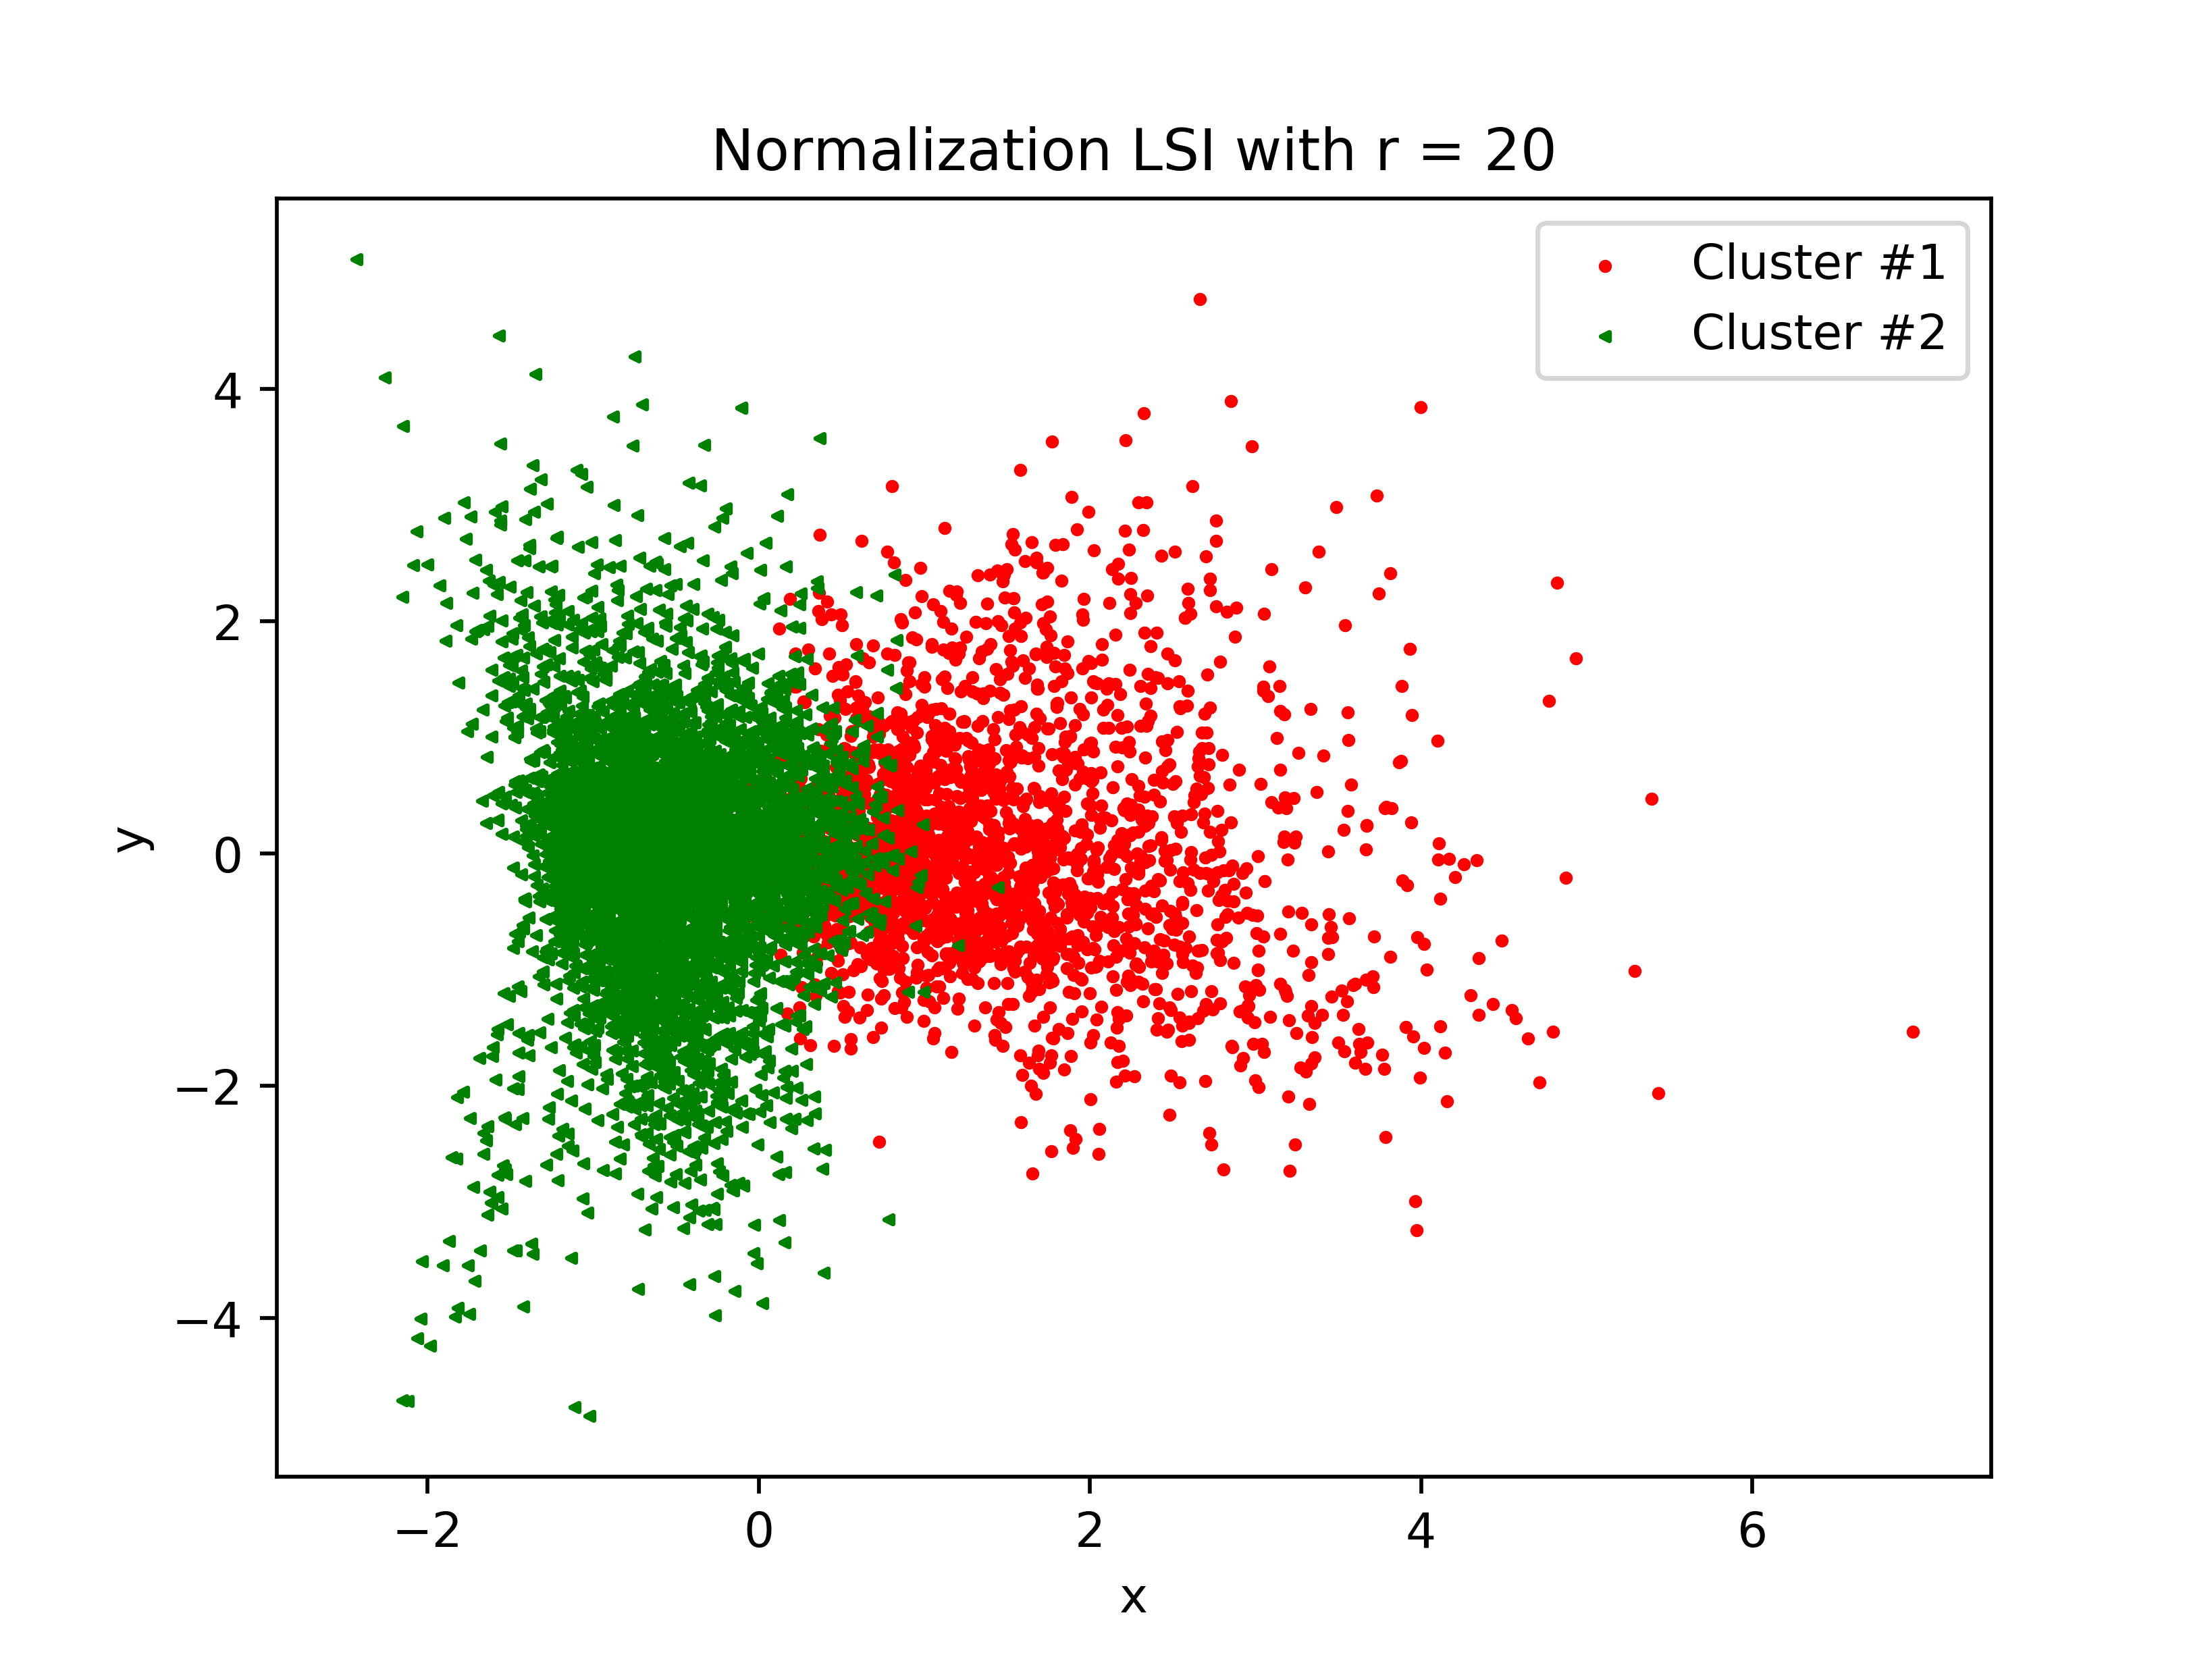 Normalization LSI with r = 20
Cluster #1
Cluster #2
4
2
0
−2
−4
y
−2 0 2 4 6
x